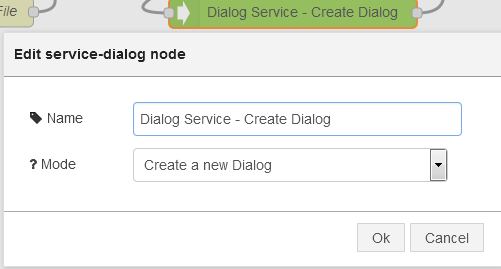 File
Dialog Service - Create Dialog
Edit service-dialog node
Name
Dialog Service - Create Dialog
? Mode
Create a new Dialog
Ok
Cancel